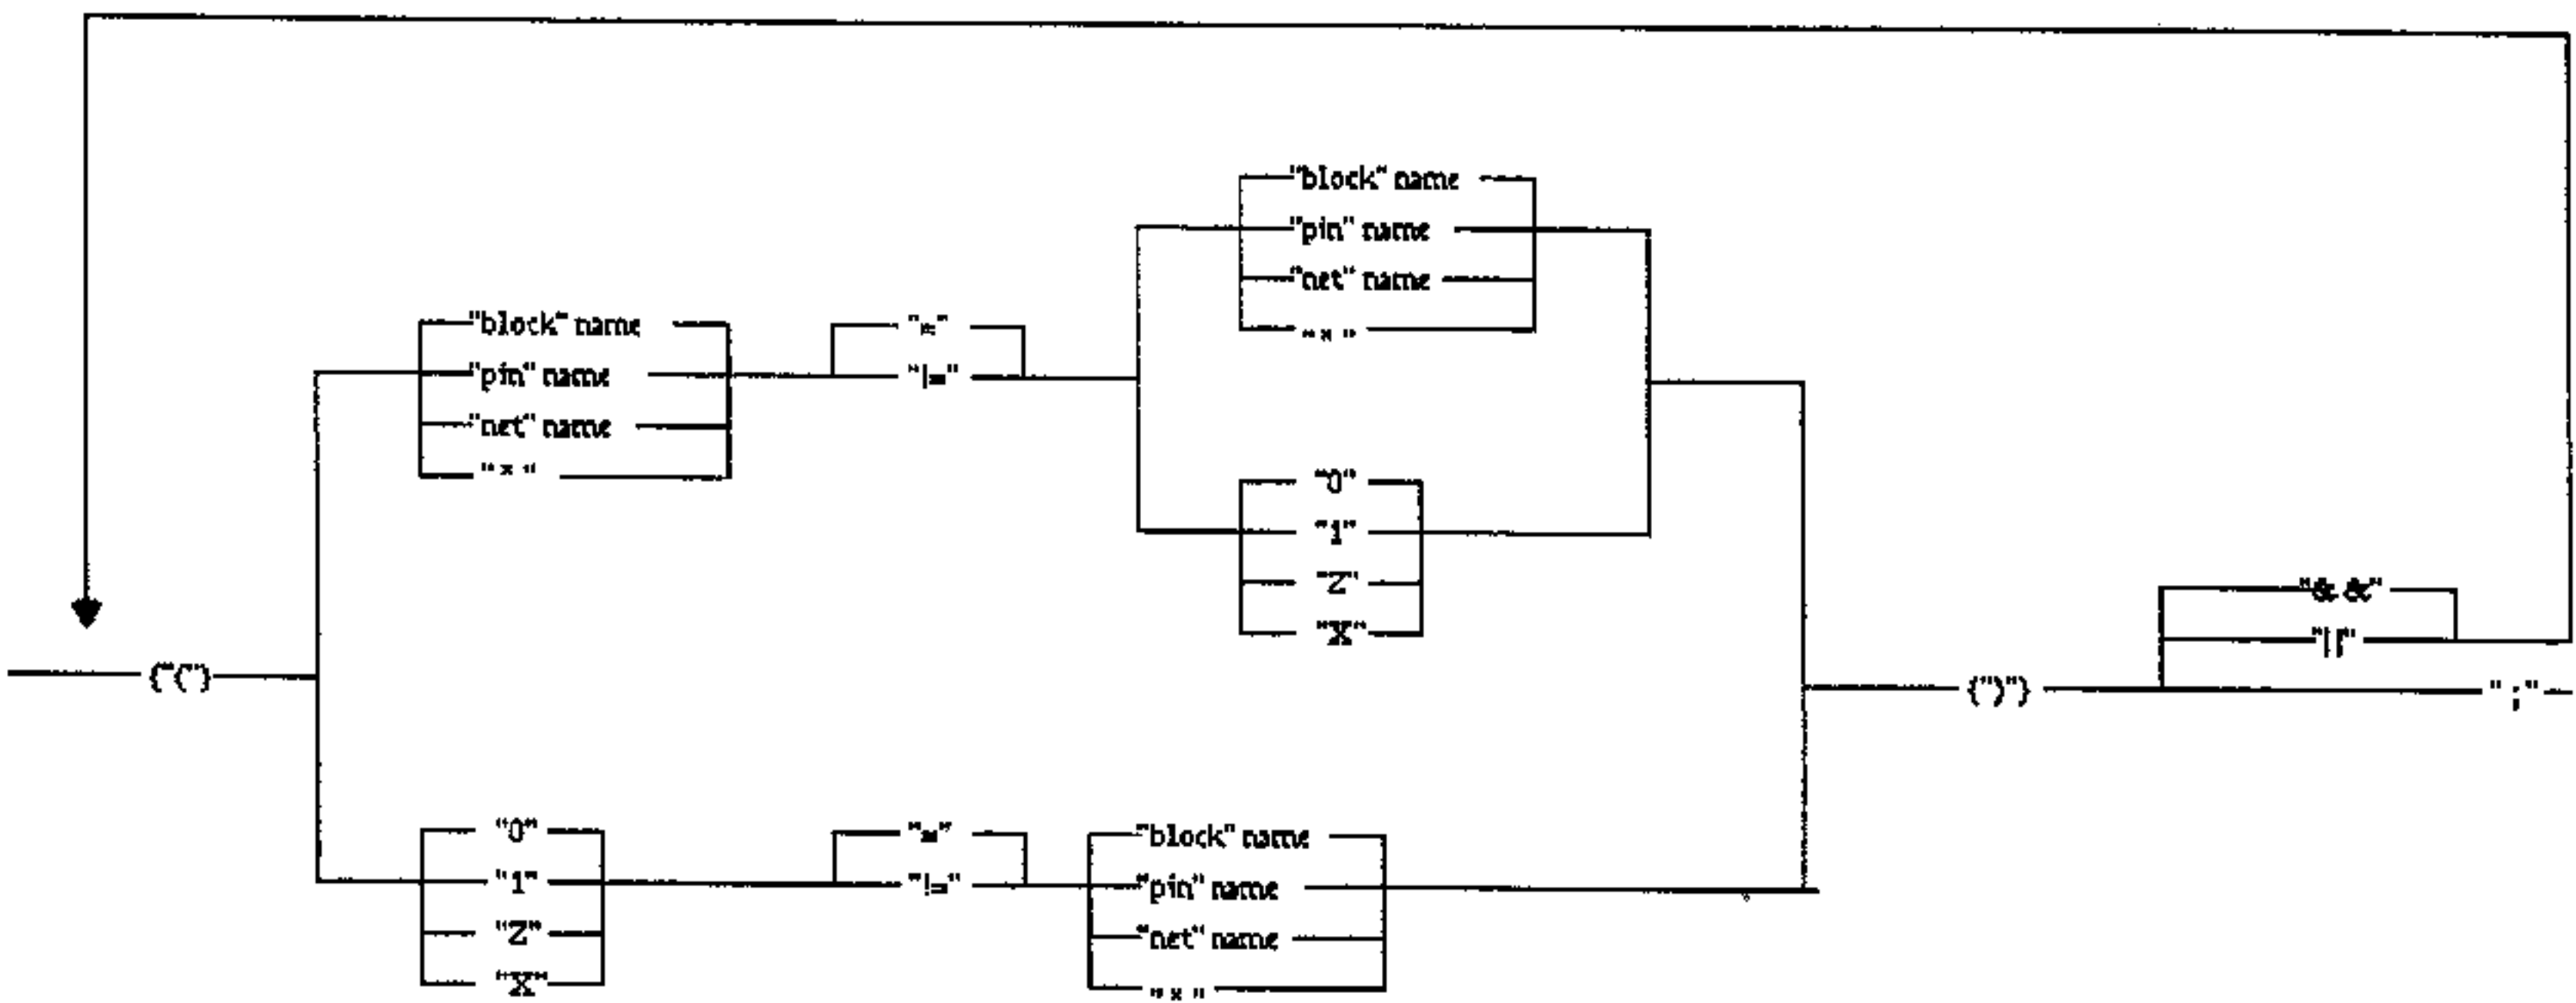 "block" name
"pin" name
"net" name
"*"
"block" name
"pin" name
"net" name
"*"
"="
"!="
"0"
"1"
"Z"
"X"
"&&"
"||"
{"("}
{")"}
";"
"0"
"1"
"Z"
"X"
"="
"!="
"block" name
"pin" name
"net" name
"*"